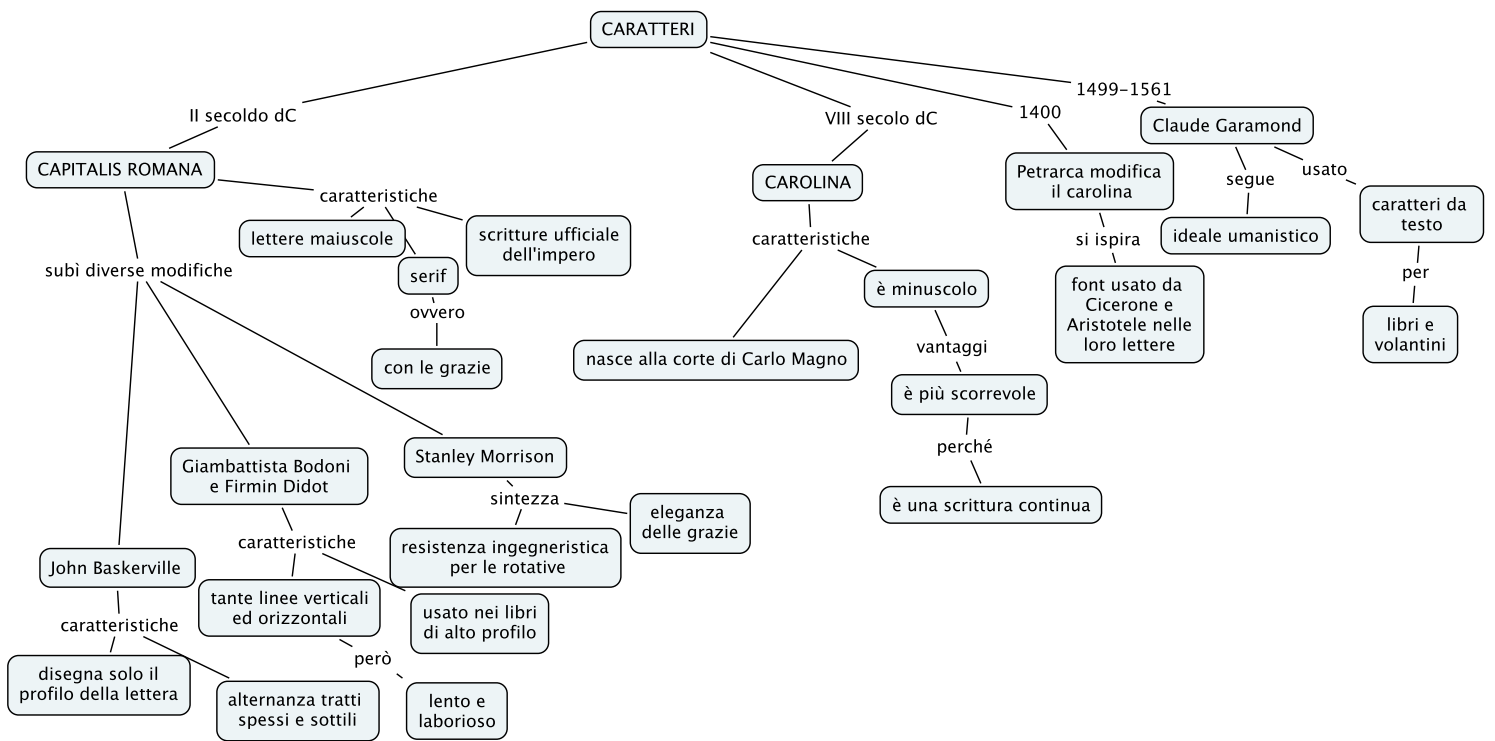 CARATTERI
II secoldo dC
CAPITALIS ROMANA
caratteristiche
lettere maiuscole
serif
ovvero
con le grazie
scritture ufficiale
dell'impero
subì diverse modifiche
John Baskerville
caratteristiche
disegna solo il
profilo della lettera
alternanza tratti
spessi e sottili
Giambattista Bodoni
e Firmin Didot
caratteristiche
tante linee verticali
ed orizzontali
però
lento e
laborioso
usato nei libri
di alto profilo
Stanley Morrison
sintezza
resistenza ingegneristica
per le rotative
eleganza
delle grazie
VIII secolo dC
CAROLINA
caratteristiche
nasce alla corte di Carlo Magno
è minuscolo
vantaggi
è più scorrevole
perché
è una scrittura continua
1400
Petrarca modifica
il carolina
si ispira
font usato da
Cicerone e
Aristotele nelle
loro lettere
1499-1561
Claude Garamond
segue
ideale umanistico
usato
caratteri da
testo
per
libri e
volantini